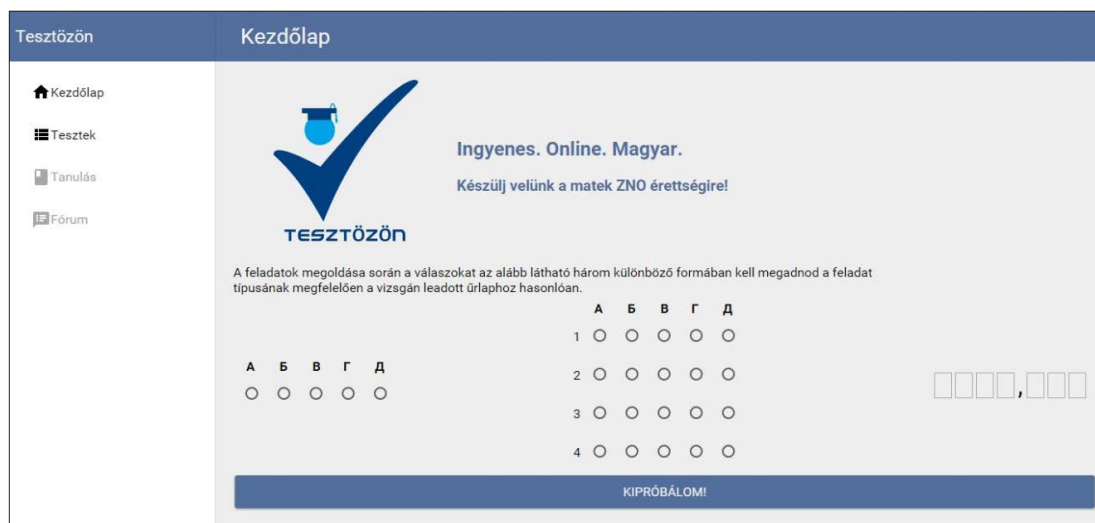 Tesztözön
Kezdőlap
Kezdőlap
Tesztek
Tanulás
Fórum
Ingyenes. Online. Magyar.
Készülj velünk a matek ZNO érettségire!
TESZTÖZÖN
A feladatok megoldása során a válaszokat az alább látható három különböző formában kell megadnod a feladat
típusának megfelelően a vizsgán leadott űrlaphoz hasonlóan.
А Б В Г Д
А Б В Г Д
1
2
3
4
,
KIPRÓBÁLOM!